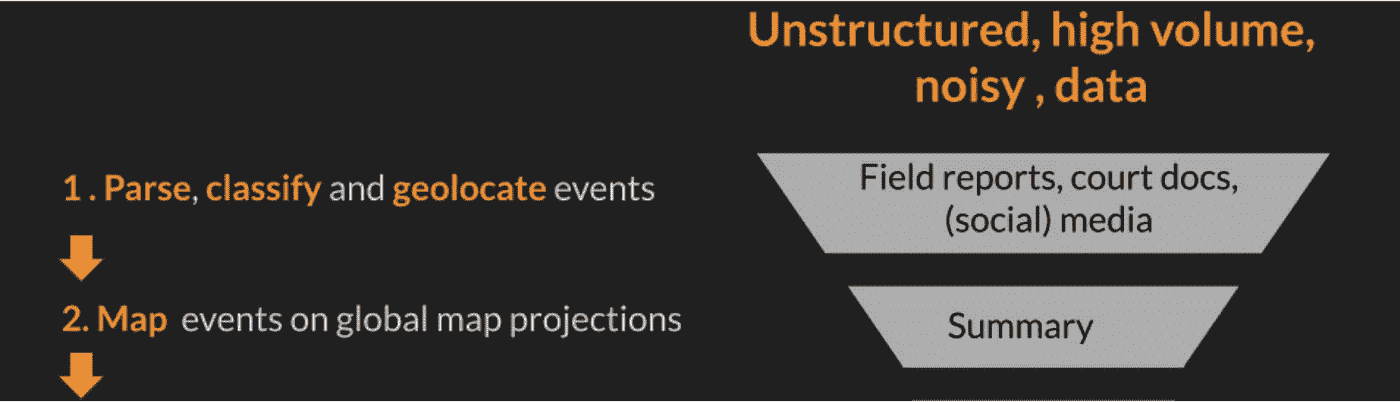 Unstructured, high volume,
noisy , data
1 . Parse, classify and geolocate events
Field reports, court docs,
(social) media
2. Map events on global map projections
Summary